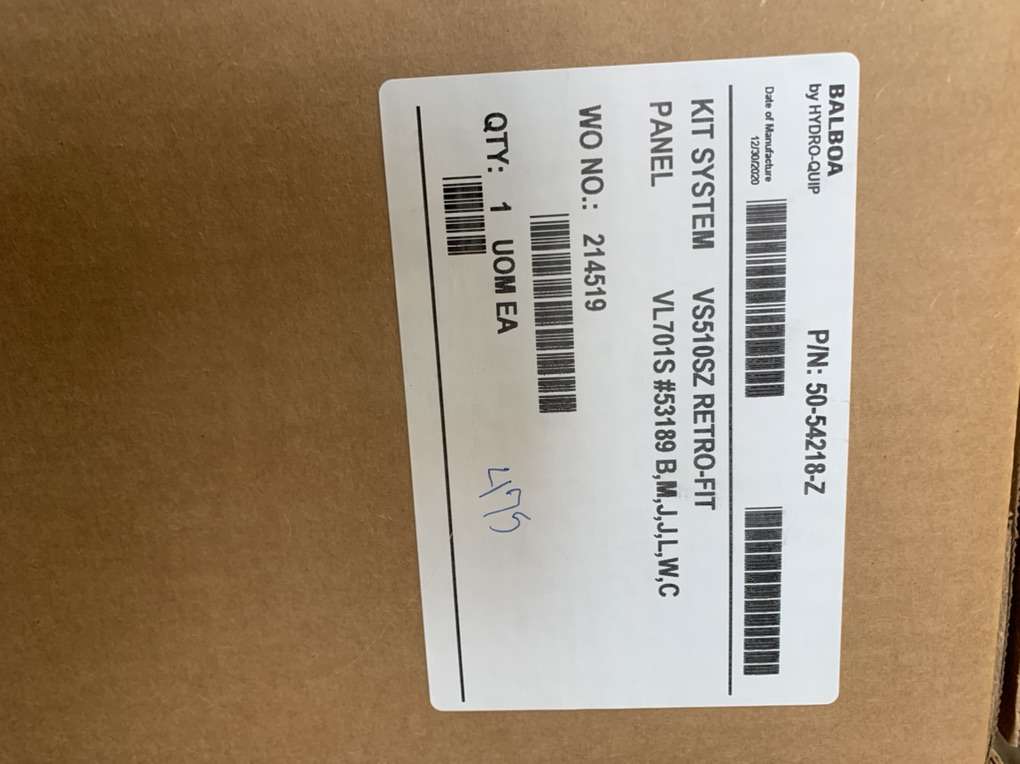 BALBOA
by HYDRO-QUIP
P/N: 50-54218-Z
Date of Manufacture
12/30/2020
KIT SYSTEM VS510SZ RETRO-FIT
PANEL VL701S #53189 B,M,J,J,L,W,C
WO NO.: 214519
QTY: 1 UOM EA
475